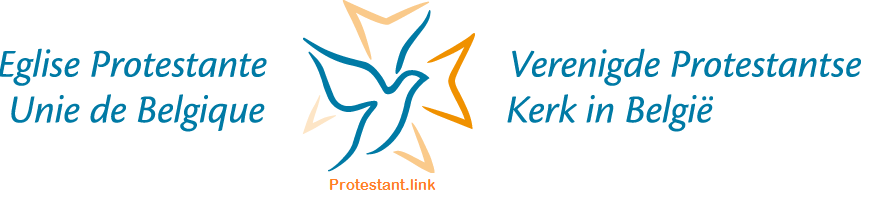 Eglise Protestante
Unie de Belgique
Verenigde Protestantse
Kerk in België
Protestant.link